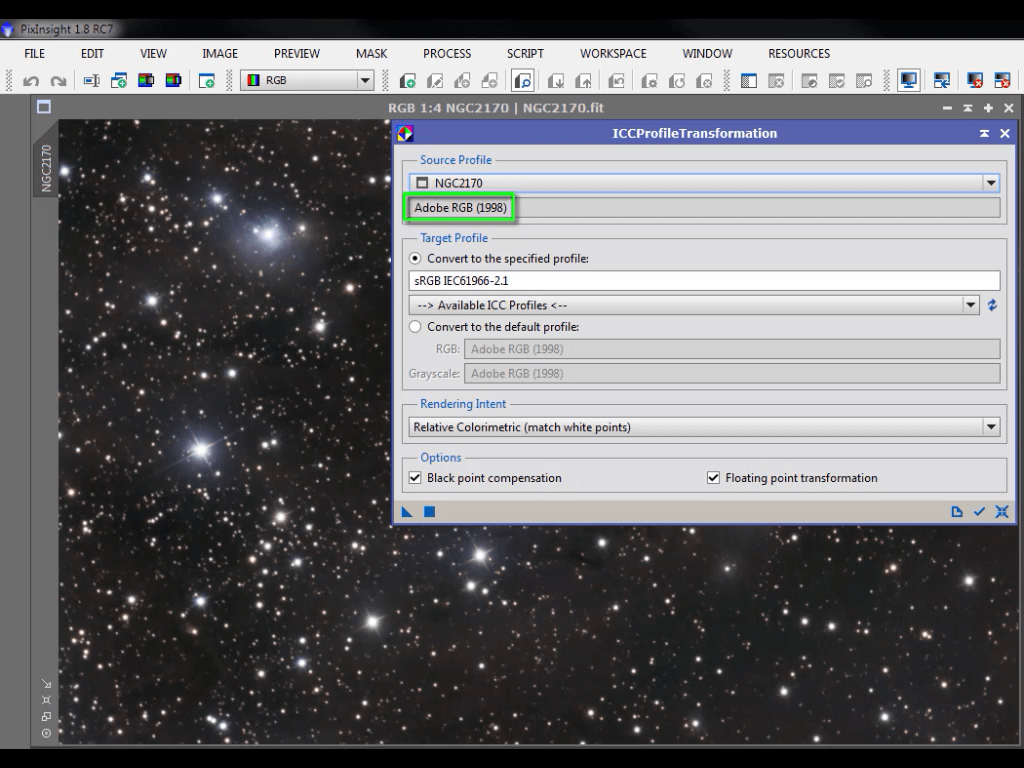 PixInsight 1.8 RC7
FILE EDIT VIEW IMAGE PREVIEW MASK PROCESS SCRIPT WORKSPACE WINDOW RESOURCES
RGB
RGB 1:4 NGC2170 | NGC2170.fit
NGC2170
ICCProfileTransformation
Source Profile
NGC2170
Adobe RGB (1998)
Target Profile
Convert to the specified profile:
sRGB IEC61966-2.1
--> Available ICC Profiles <--
Convert to the default profile:
RGB: Adobe RGB (1998)
Grayscale: Adobe RGB (1998)
Rendering Intent
Relative Colorimetric (match white points)
Options
Black point compensation Floating point transformation